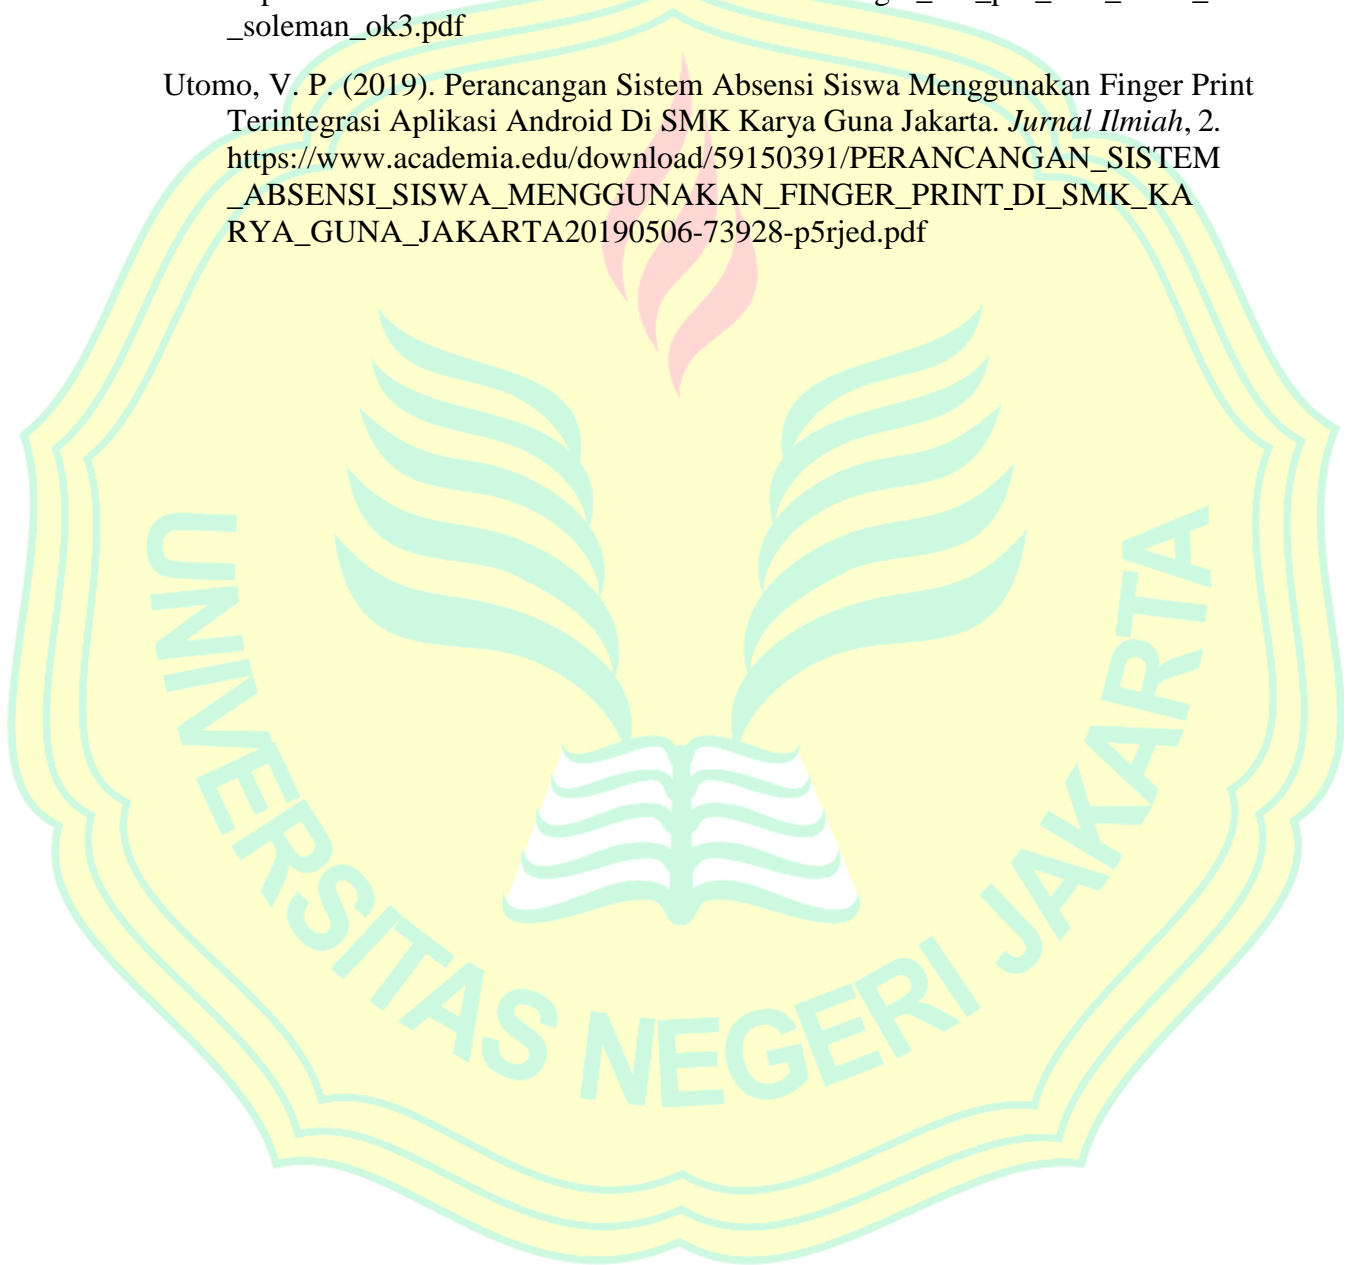 _soleman_ok3.pdf
Utomo, V. P. (2019). Perancangan Sistem Absensi Siswa Menggunakan Finger Print
Terintegrasi Aplikasi Android Di SMK Karya Guna Jakarta. Jurnal Ilmiah, 2.
https://www.academia.edu/download/59150391/PERANCANGAN_SISTEM
_ABSENSI_SISWA_MENGGUNAKAN_FINGER_PRINT_DI_SMK_KA
RYA_GUNA_JAKARTA20190506-73928-p5rjed.pdf
UNIVERSITAS NEGERI JAKARTA